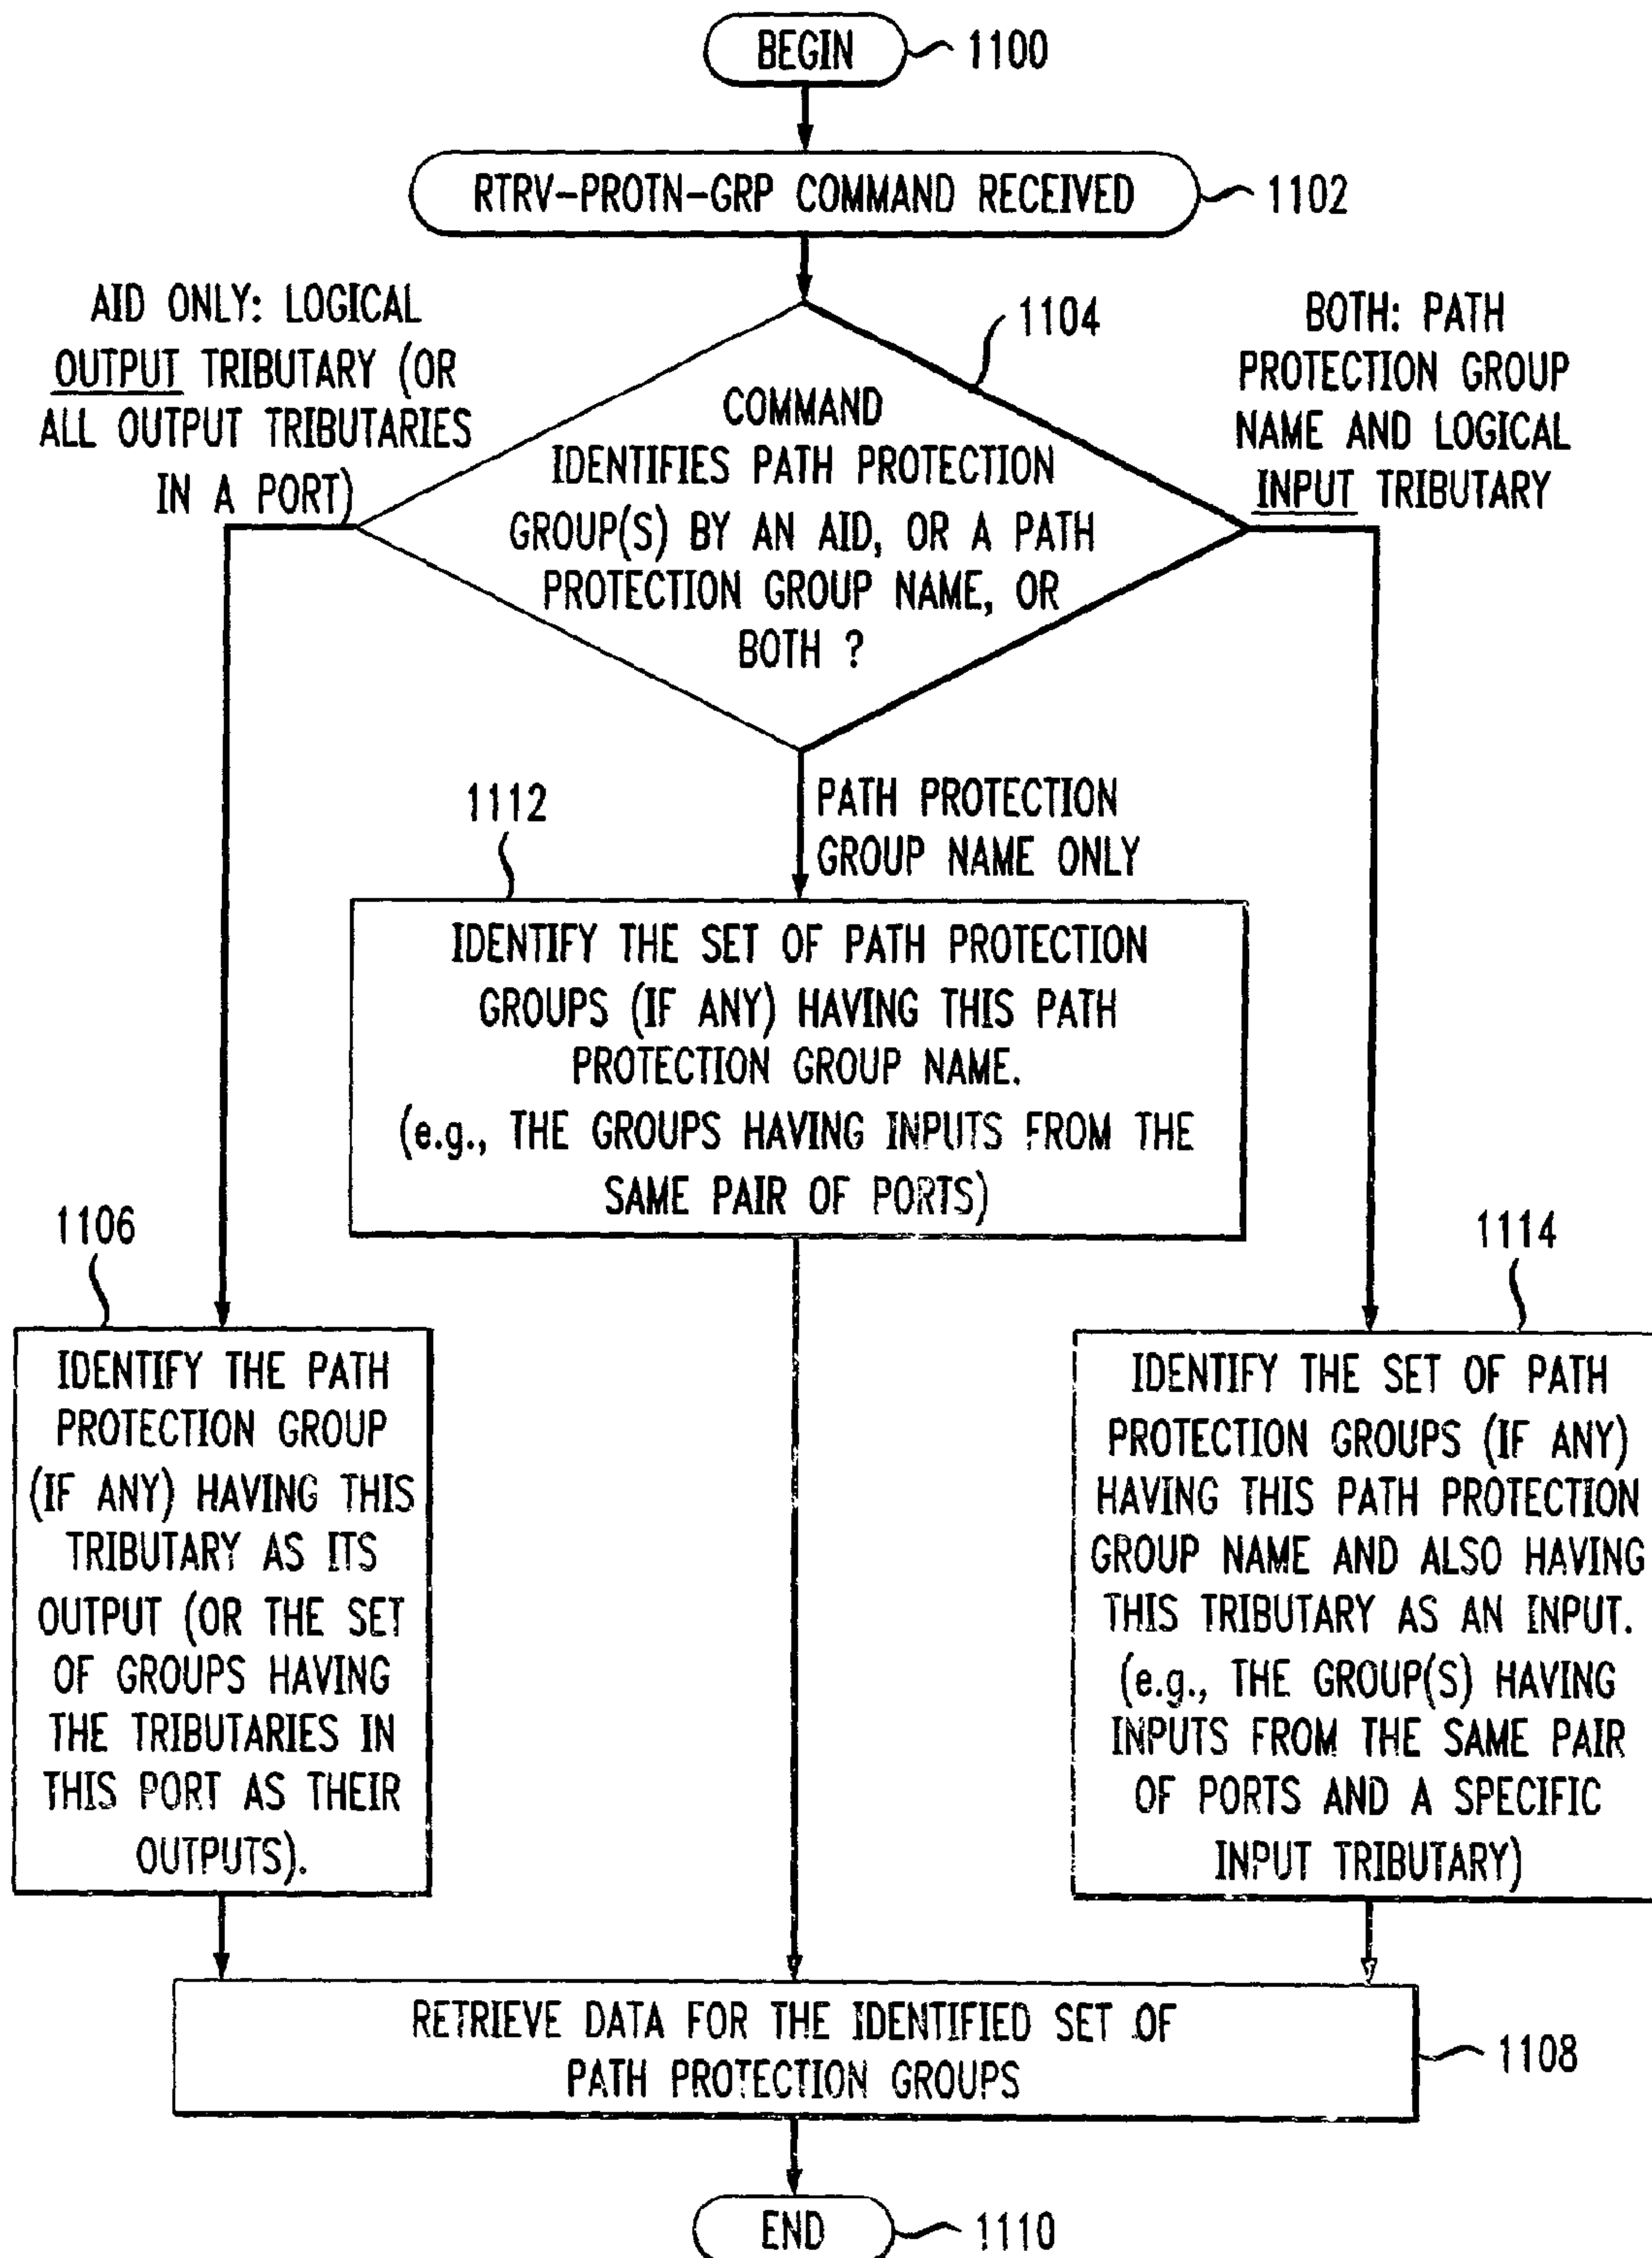 BEGIN
1100
RTRV-PROTN-GRP COMMAND RECEIVED
1102
AID ONLY: LOGICAL
OUTPUT TRIBUTARY (OR
ALL OUTPUT TRIBUTARIES
IN A PORT)
1104
COMMAND
IDENTIFIES PATH PROTECTION
GROUP(S) BY AN AID, OR A PATH
PROTECTION GROUP NAME, OR
BOTH ?
BOTH: PATH
PROTECTION GROUP
NAME AND LOGICAL
INPUT TRIBUTARY
PATH PROTECTION
GROUP NAME ONLY
1112
IDENTIFY THE SET OF PATH PROTECTION
GROUPS (IF ANY) HAVING THIS PATH
PROTECTION GROUP NAME.
(e.g., THE GROUPS HAVING INPUTS FROM THE
SAME PAIR OF PORTS)
1106
IDENTIFY THE PATH
PROTECTION GROUP
(IF ANY) HAVING THIS
TRIBUTARY AS ITS
OUTPUT (OR THE SET
OF GROUPS HAVING
THE TRIBUTARIES IN
THIS PORT AS THEIR
OUTPUTS).
1114
IDENTIFY THE SET OF PATH
PROTECTION GROUPS (IF ANY)
HAVING THIS PATH PROTECTION
GROUP NAME AND ALSO HAVING
THIS TRIBUTARY AS AN INPUT.
(e.g., THE GROUP(S) HAVING
INPUTS FROM THE SAME PAIR
OF PORTS AND A SPECIFIC
INPUT TRIBUTARY)
RETRIEVE DATA FOR THE IDENTIFIED SET OF
PATH PROTECTION GROUPS
1108
END
1110